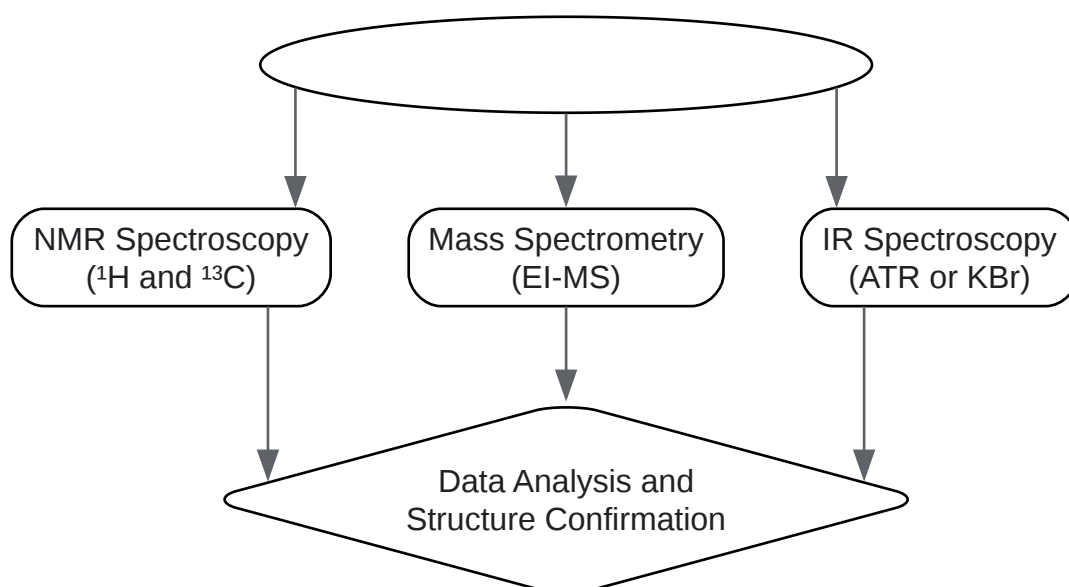 NMR Spectroscopy
(¹H and ¹³C)
Mass Spectrometry
(EI-MS)
IR Spectroscopy
(ATR or KBr)
Data Analysis and
Structure Confirmation